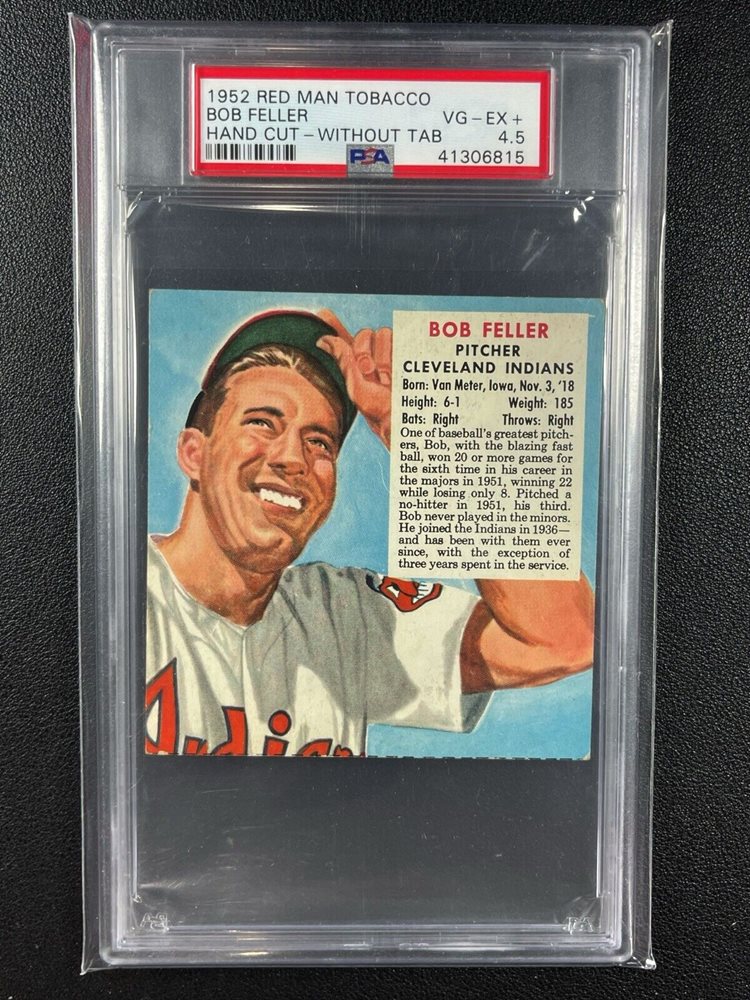 1952 RED MAN TOBACCO
BOB FELLER VG-EX+
HAND CUT-WITHOUT TAB 4.5
PSA 41306815
BOB FELLER
PITCHER
CLEVELAND INDIANS
Born: Van Meter, Iowa, Nov. 3, '18
Height: 6-1 Weight: 185
Bats: Right Throws: Right
One of baseball's greatest pitch-
ers, Bob, with the blazing fast
ball, won 20 or more games for
the sixth time in his career in
the majors in 1951, winning 22
while losing only 8. Pitched a
no-hitter in 1951, his third.
Bob never played in the minors.
He joined the Indians in 1936—
and has been with them ever
since, with the exception of
three years spent in the service.
Indian
PSA
PSA